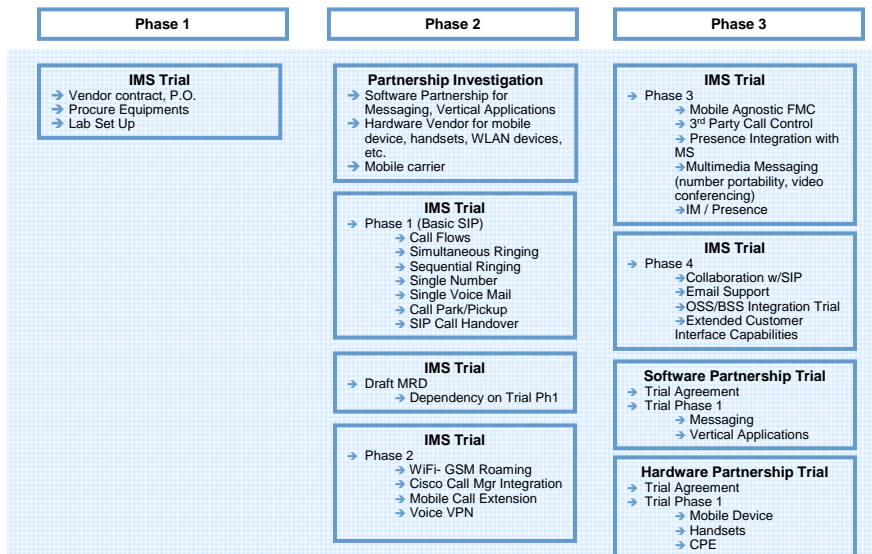 Phase 1
IMS Trial
→ Vendor contract, P.O.
→ Procure Equipments
→ Lab Set Up
Phase 2
Partnership Investigation
→ Software Partnership for
Messaging, Vertical Applications
→ Hardware Vendor for mobile
device, handsets, WLAN devices,
etc.
→ Mobile carrier
IMS Trial
→ Phase 1 (Basic SIP)
→ Call Flows
→ Simultaneous Ringing
→ Sequential Ringing
→ Single Number
→ Single Voice Mail
→ Call Park/Pickup
→ SIP Call Handover
IMS Trial
→ Draft MRD
→ Dependency on Trial Ph1
IMS Trial
→ Phase 2
→ WiFi- GSM Roaming
→ Cisco Call Mgr Integration
→ Mobile Call Extension
→ Voice VPN
Phase 3
IMS Trial
→ Phase 3
→ Mobile Agnostic FMC
→ 3rd Party Call Control
→ Presence Integration with
MS
→Multimedia Messaging
(number portability, video
conferencing)
→IM / Presence
IMS Trial
→ Phase 4
→Collaboration w/SIP
→Email Support
→OSS/BSS Integration Trial
→Extended Customer
Interface Capabilities
Software Partnership Trial
→ Trial Agreement
→ Trial Phase 1
→ Messaging
→ Vertical Applications
Hardware Partnership Trial
→ Trial Agreement
→ Trial Phase 1
→ Mobile Device
→ Handsets
→ CPE